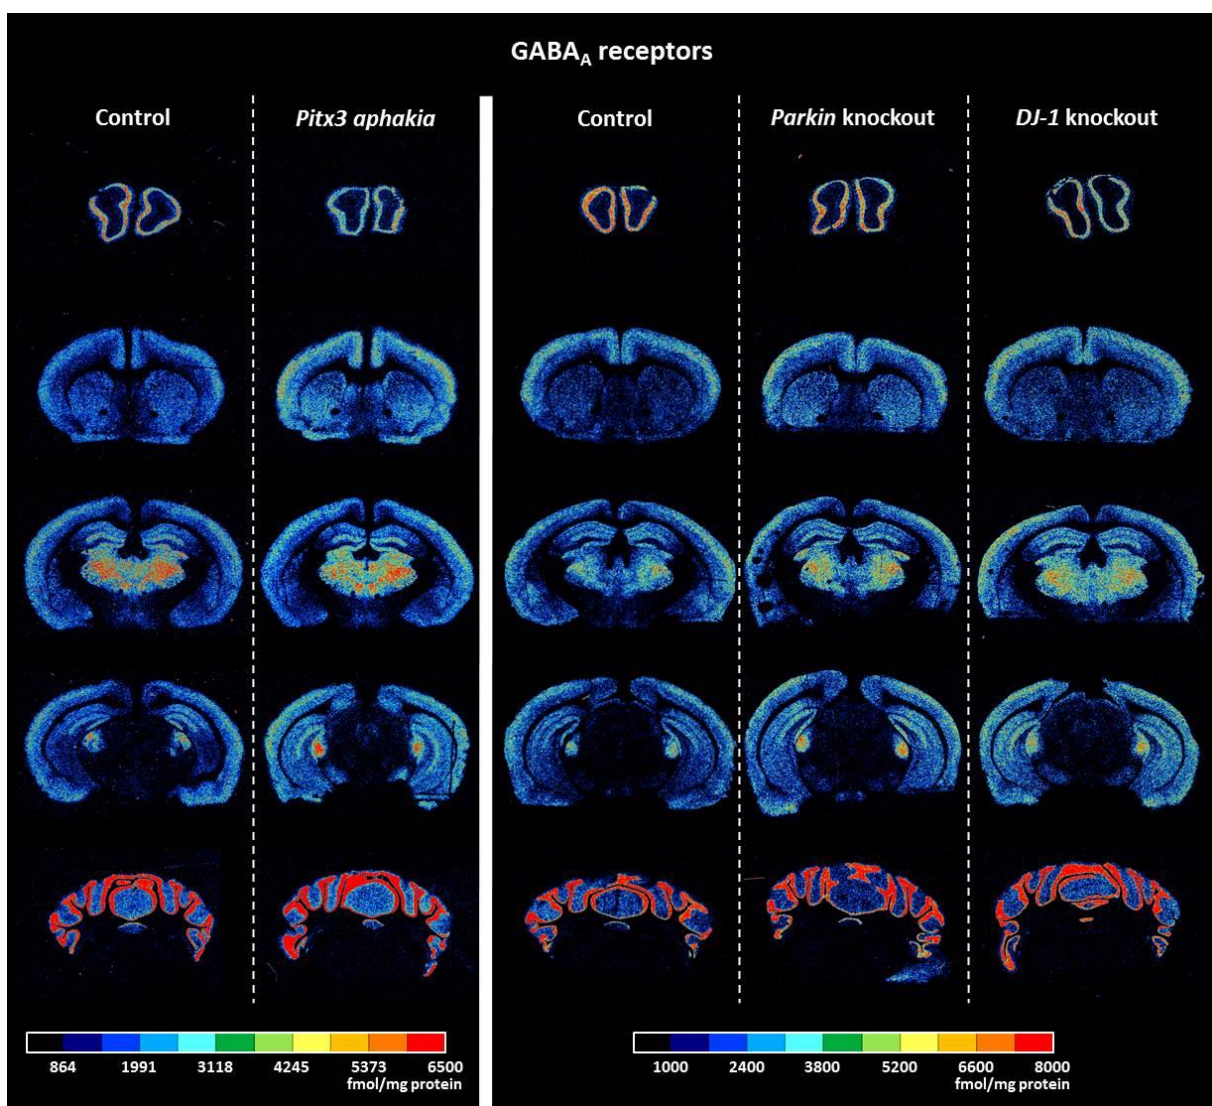 GABAA receptors
Control
Pitx3 aphakia
Control
Parkin knockout
DJ-1 knockout
864 1991 3118 4245 5373 6500
fmol/mg protein
1000 2400 3800 5200 6600 8000
fmol/mg protein